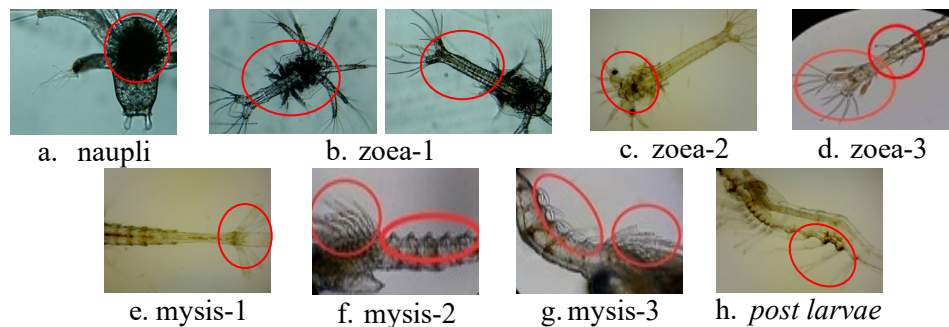 a. naupli
b. zoea-1
c. zoea-2
d. zoea-3
e. mysis-1
f. mysis-2
g. mysis-3
h. post larvae